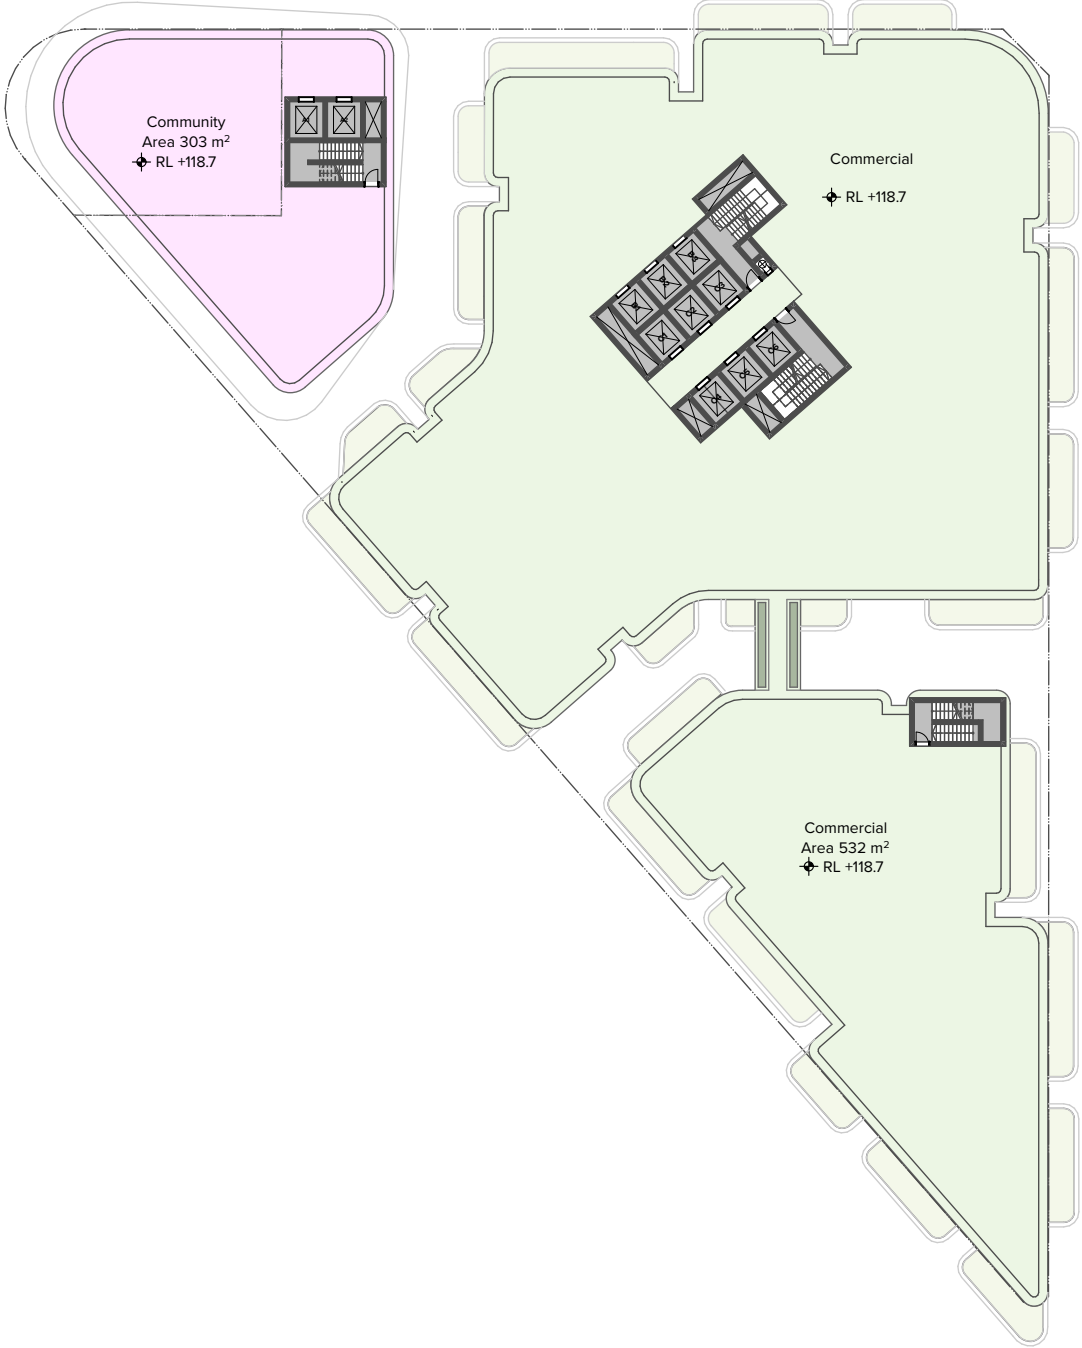 Community
Area 303 m²
RL +118.7
Commercial
RL +118.7
Commercial
Area 532 m²
RL +118.7